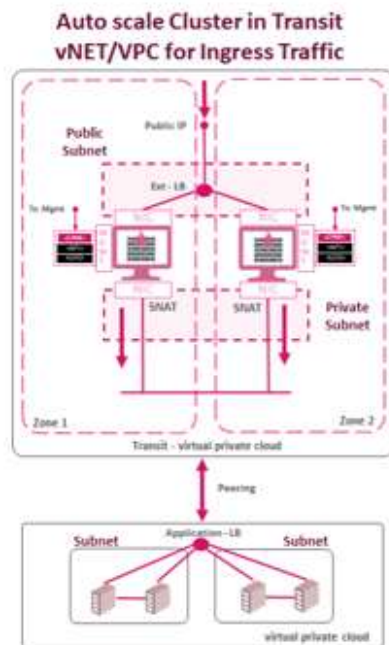 Auto scale Cluster in Transit
vNET/VPC for Ingress Traffic
Public IP
Public
Subnet
Ext - LB
To Mgmt
To Mgmt
NIC
NIC
NIC
NIC
SNAT
SNAT
Private
Subnet
Zone 1
Zone 2
Transit - virtual private cloud
Peering
Application - LB
Subnet
Subnet
virtual private cloud